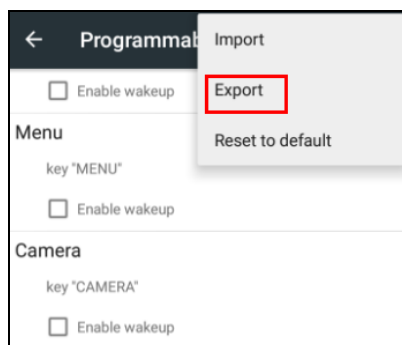 Programmab
Import
Enable wakeup
Export
Menu
Reset to default
key "MENU"
Enable wakeup
Camera
key "CAMERA"
Enable wakeup